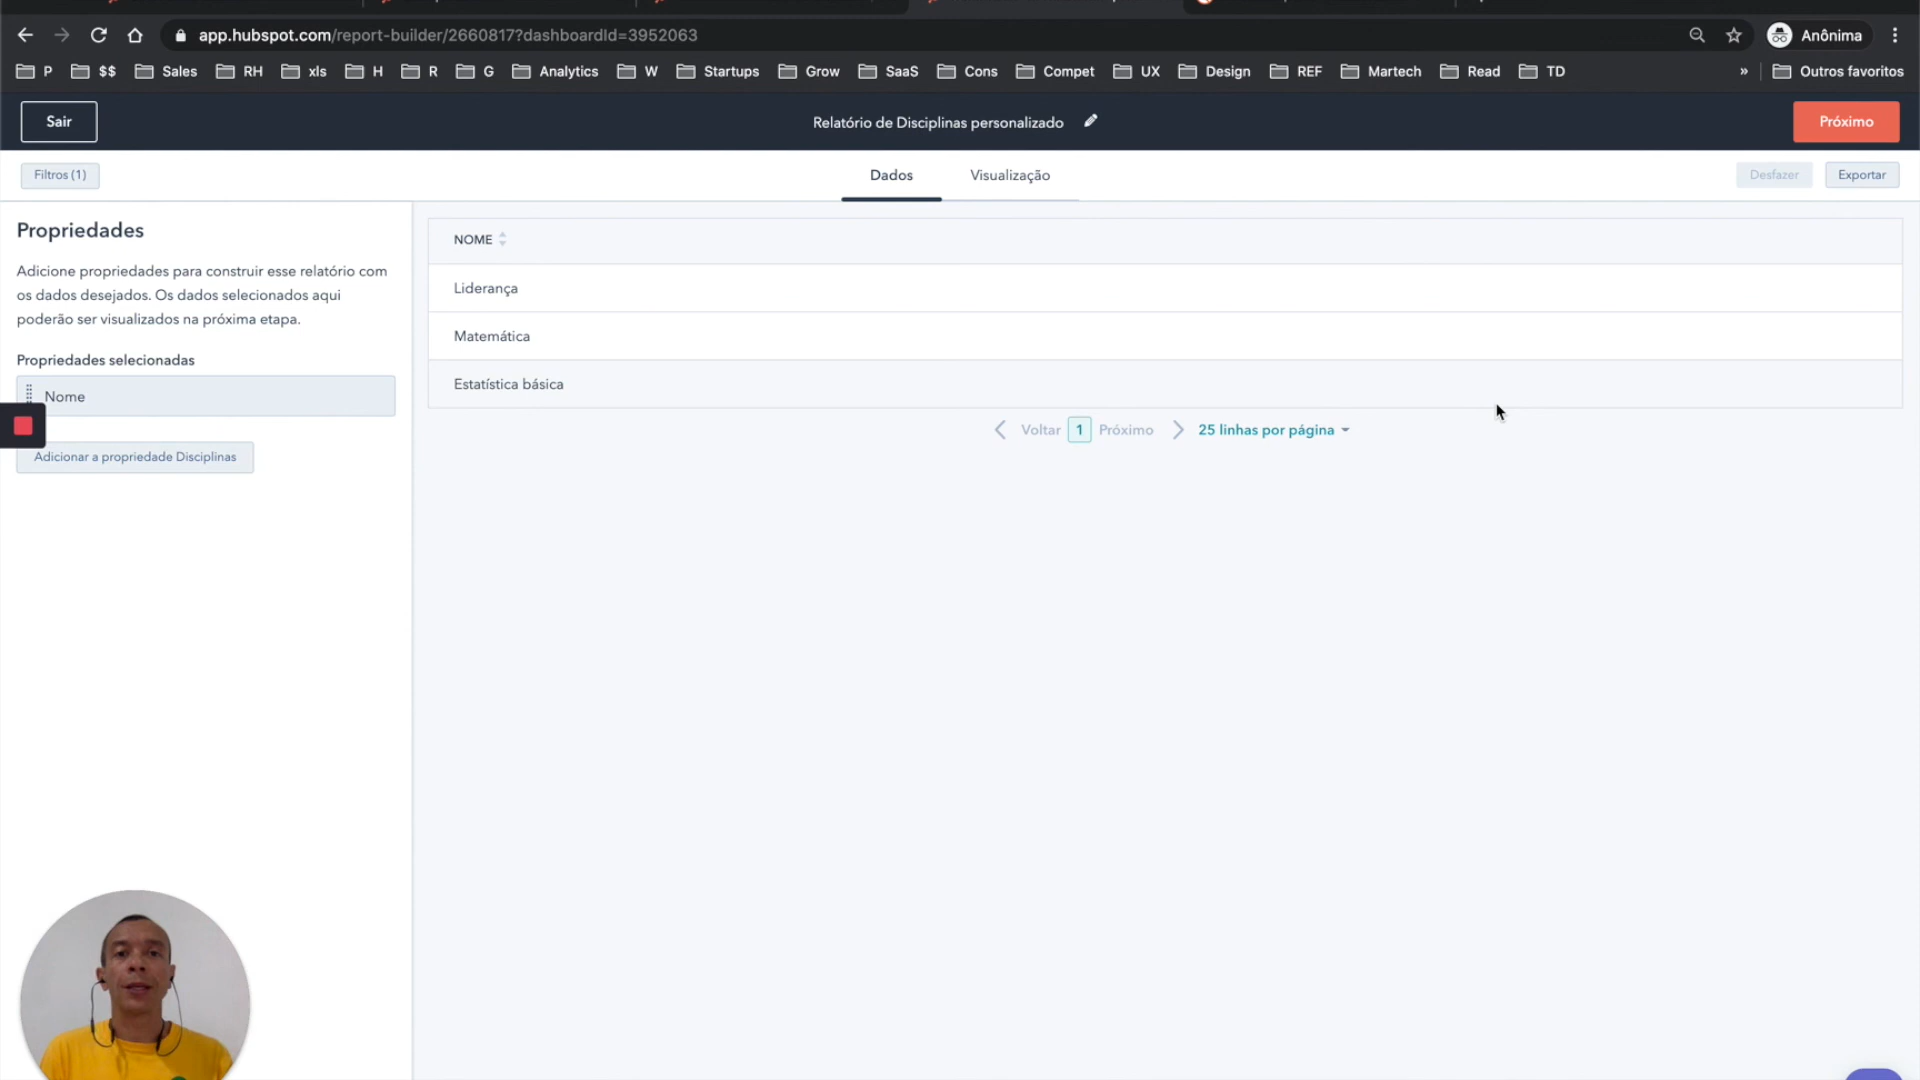 app.hubspot.com/report-builder/2660817?dashboardId=3952063
Anônima
P
$$
Sales
RH
xls
H
R
G
Analytics
W
Startups
Grow
SaaS
Cons
Compet
UX
Design
REF
Martech
Read
TD
»
Outros favoritos
Sair
Relatório de Disciplinas personalizado
Próximo
Filtros (1)
Dados
Visualização
Desfazer
Exportar
Propriedades
Adicione propriedades para construir esse relatório com
os dados desejados. Os dados selecionados aqui
poderão ser visualizados na próxima etapa.
Propriedades selecionadas
Nome
Adicionar a propriedade Disciplinas
NOME
Liderança
Matemática
Estatística básica
Voltar
1
Próximo
25 linhas por página